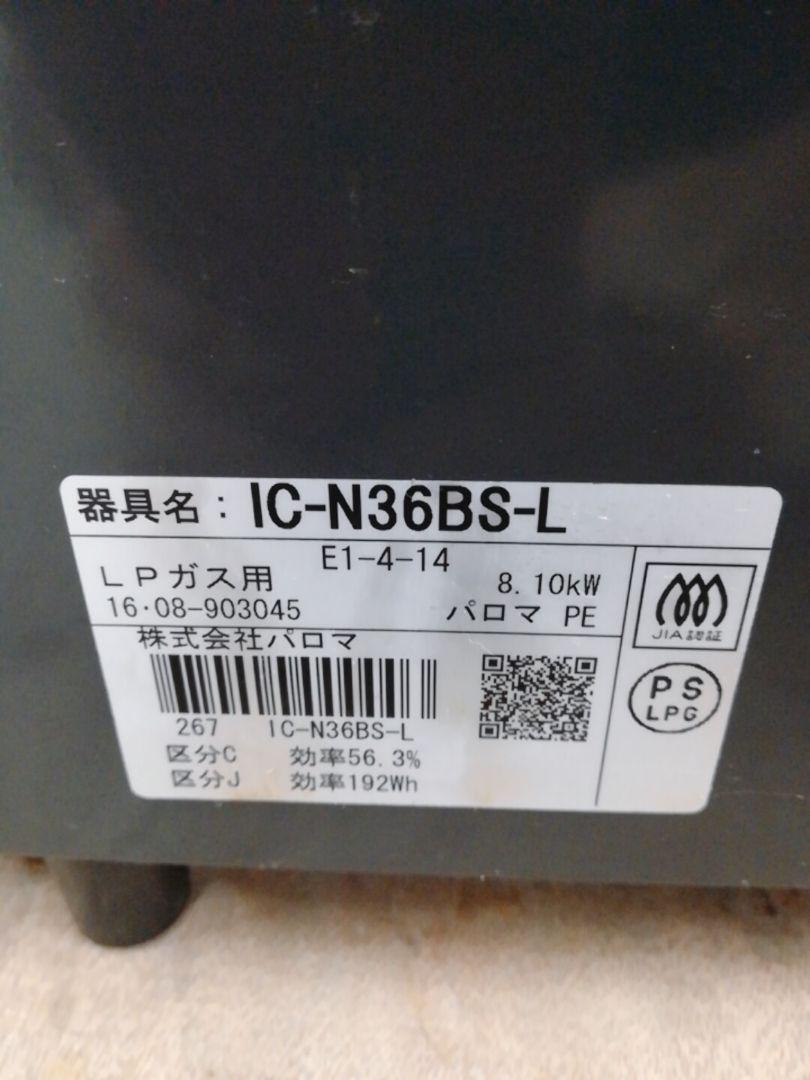 器具名：IC-N36BS-L
E1-4-14
LPガス用
8.10kW
16・08-903045
パロマ PE
JIA認証
株式会社パロマ
PS
LPG
267 IC-N36BS-L
区分C 効率56.3%
区分J 効率192Wh